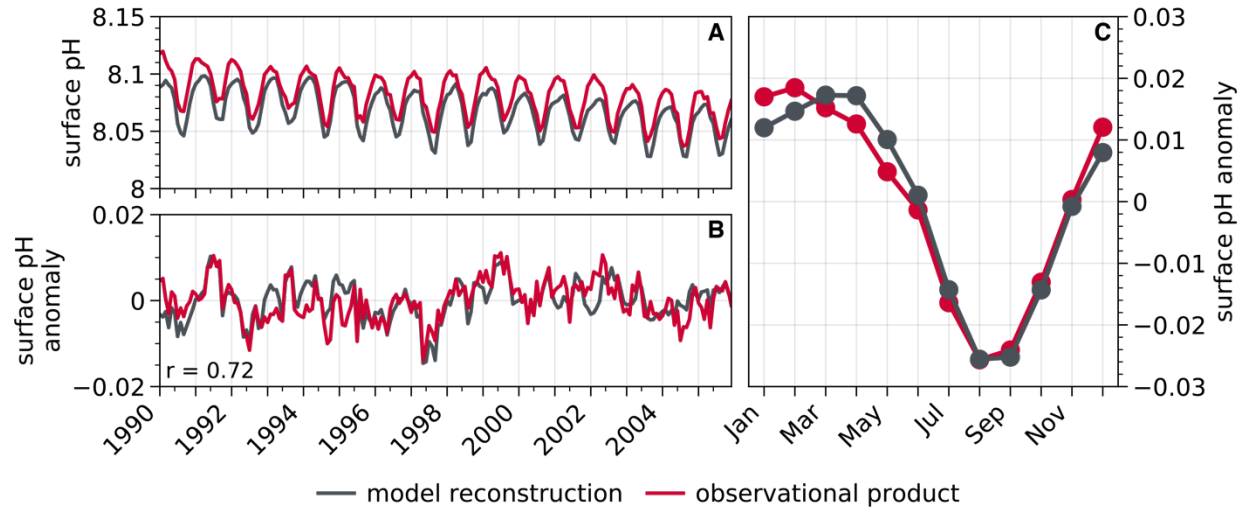 8.15
8.1
8.05
8
surface pH
A
0.02
0
−0.02
surface pH
anomaly
B
r = 0.72
1990
1992
1994
1996
1998
2000
2002
2004
C
0.03
0.02
0.01
0
−0.01
−0.02
−0.03
surface pH anomaly
Jan
Mar
May
Jul
Sep
Nov
model reconstruction
observational product